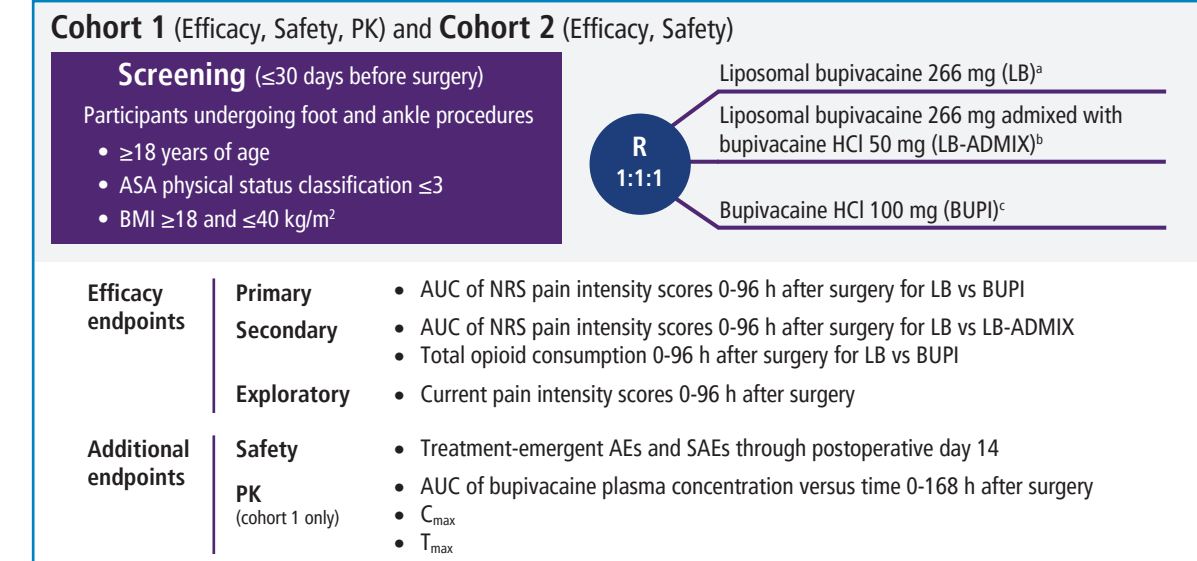 Cohort 1 (Efficacy, Safety, PK) and Cohort 2 (Efficacy, Safety)
Screening (≤30 days before surgery)
Participants undergoing foot and ankle procedures
• ≥18 years of age
• ASA physical status classification ≤3
• BMI ≥18 and ≤40 kg/m²
R
1:1:1
Liposomal bupivacaine 266 mg (LB)ᵃ
Liposomal bupivacaine 266 mg admixed with
bupivacaine HCl 50 mg (LB-ADMIX)ᵇ
Bupivacaine HCl 100 mg (BUPI)ᶜ
Efficacy
endpoints
Primary
• AUC of NRS pain intensity scores 0-96 h after surgery for LB vs BUPI
Secondary
• AUC of NRS pain intensity scores 0-96 h after surgery for LB vs LB-ADMIX
• Total opioid consumption 0-96 h after surgery for LB vs BUPI
Exploratory
• Current pain intensity scores 0-96 h after surgery
Additional
endpoints
Safety
• Treatment-emergent AEs and SAEs through postoperative day 14
PK
(cohort 1 only)
• AUC of bupivacaine plasma concentration versus time 0-168 h after surgery
• Cmax
• Tmax